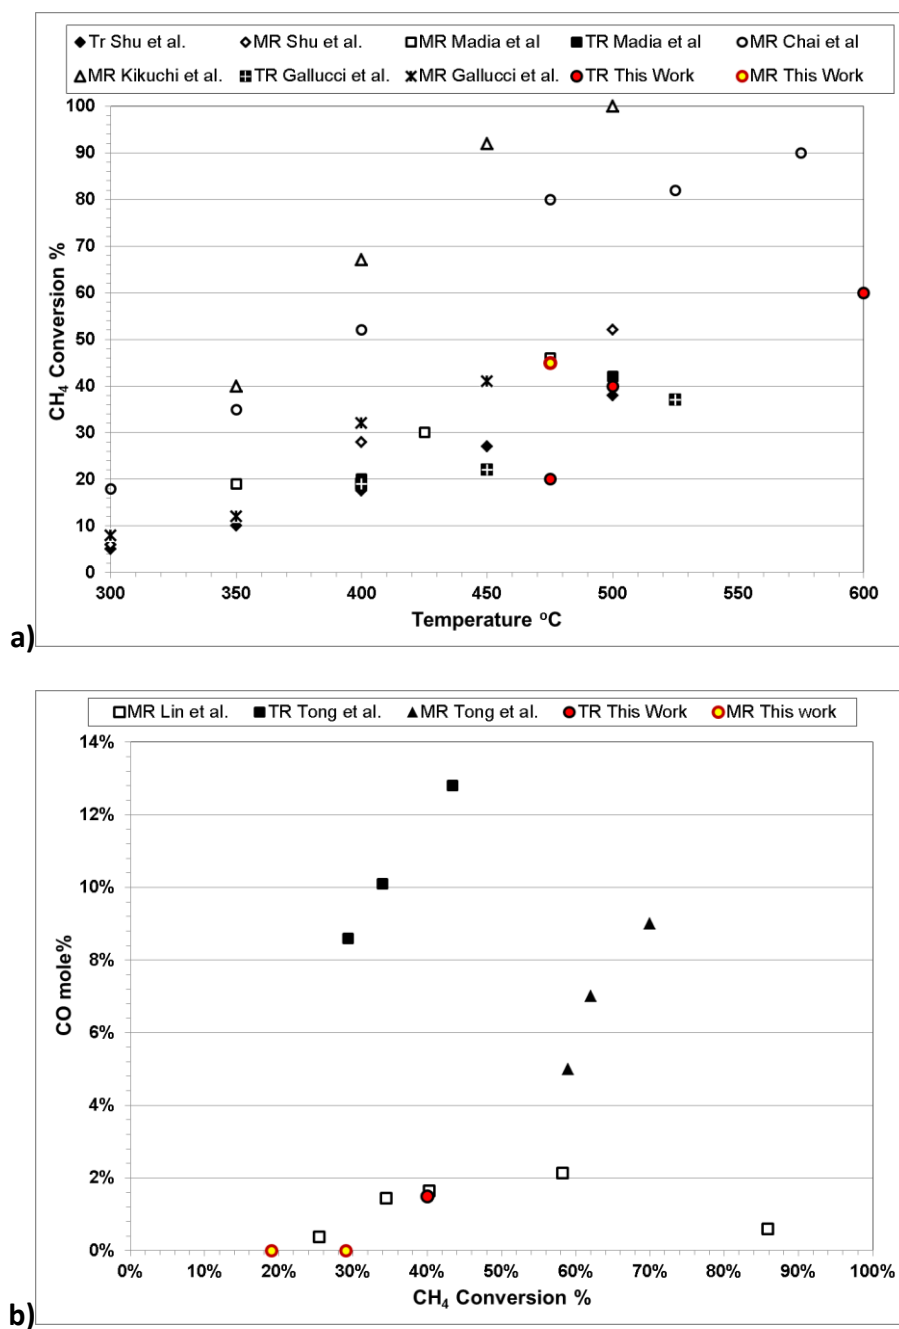 Tr Shu et al. MR Shu et al. MR Madia et al TR Madia et al MR Chai et al
MR Kikuchi et al. TR Gallucci et al. MR Gallucci et al. TR This Work MR This Work
100
90
80
70
60
50
40
30
20
10
0
CH4 Conversion %
300 350 400 450 500 550 600
Temperature oC
a)
MR Lin et al. TR Tong et al. MR Tong et al. TR This Work MR This work
14%
12%
10%
8%
6%
4%
2%
0%
CO mole%
0% 10% 20% 30% 40% 50% 60% 70% 80% 90% 100%
CH4 Conversion %
b)